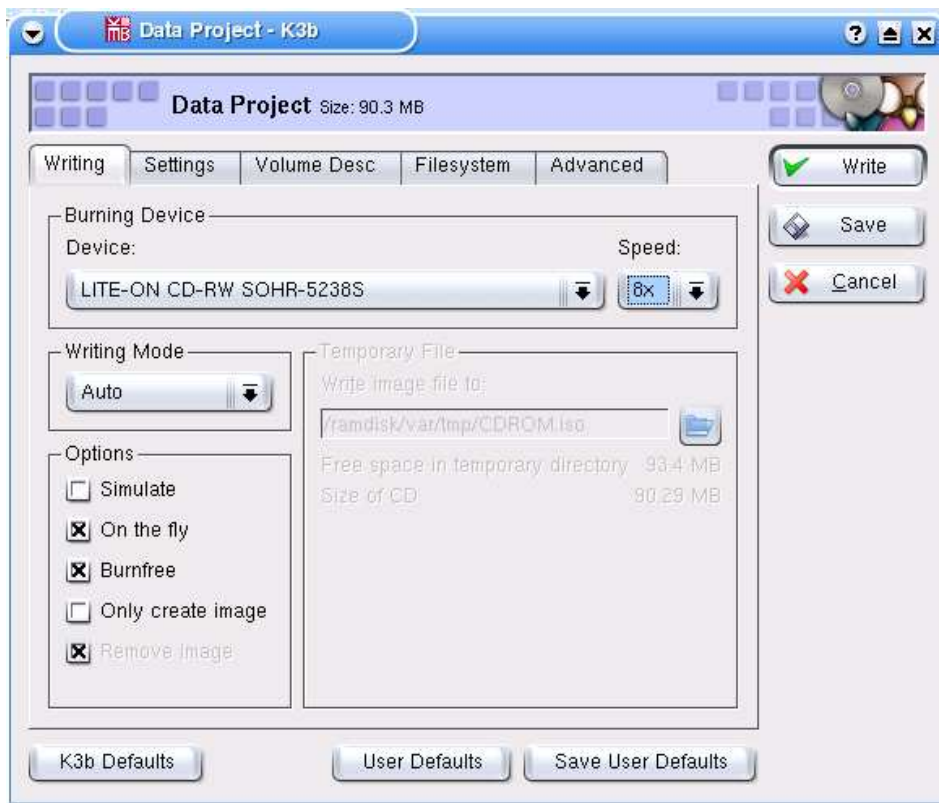 Data Project - K3b
Data Project Size: 90.3 MB
Writing Settings Volume Desc Filesystem Advanced
Write
Save
Cancel
Burning Device
Device: Speed:
LITE-ON CD-RW SOHR-5238S 8x
Writing Mode
Auto
Temporary File
Write image file to:
/ramdisk/var/tmp/CDROM.iso
Free space in temporary directory 93.4 MB
Size of CD 90.29 MB
Options
Simulate
On the fly
Burnfree
Only create image
Remove image
K3b Defaults User Defaults Save User Defaults